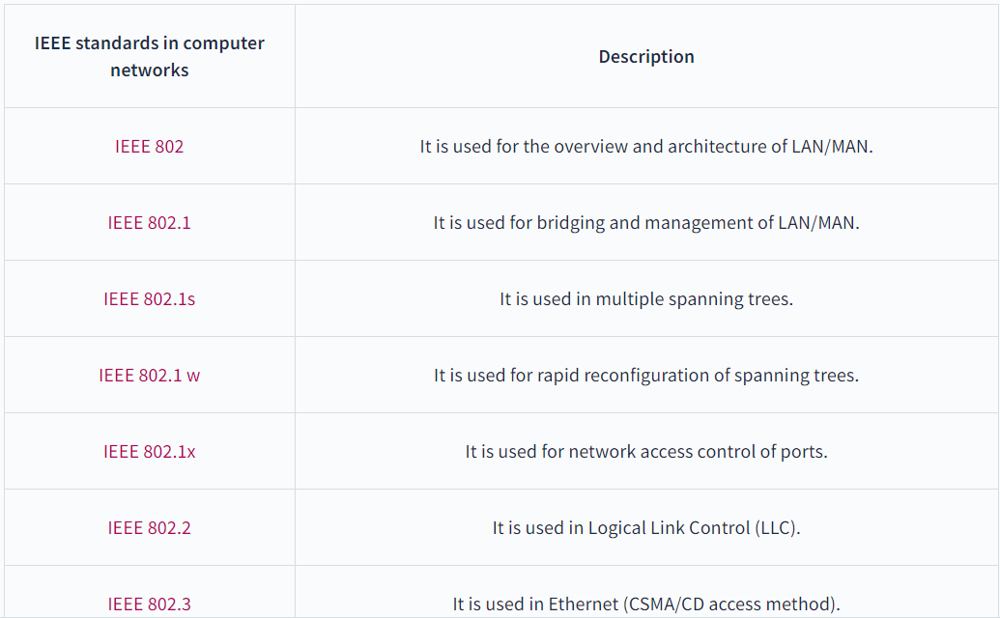 IEEE standards in computer
networks
Description
IEEE 802
It is used for the overview and architecture of LAN/MAN.
IEEE 802.1
It is used for bridging and management of LAN/MAN.
IEEE 802.1s
It is used in multiple spanning trees.
IEEE 802.1 w
It is used for rapid reconfiguration of spanning trees.
IEEE 802.1x
It is used for network access control of ports.
IEEE 802.2
It is used in Logical Link Control (LLC).
IEEE 802.3
It is used in Ethernet (CSMA/CD access method).